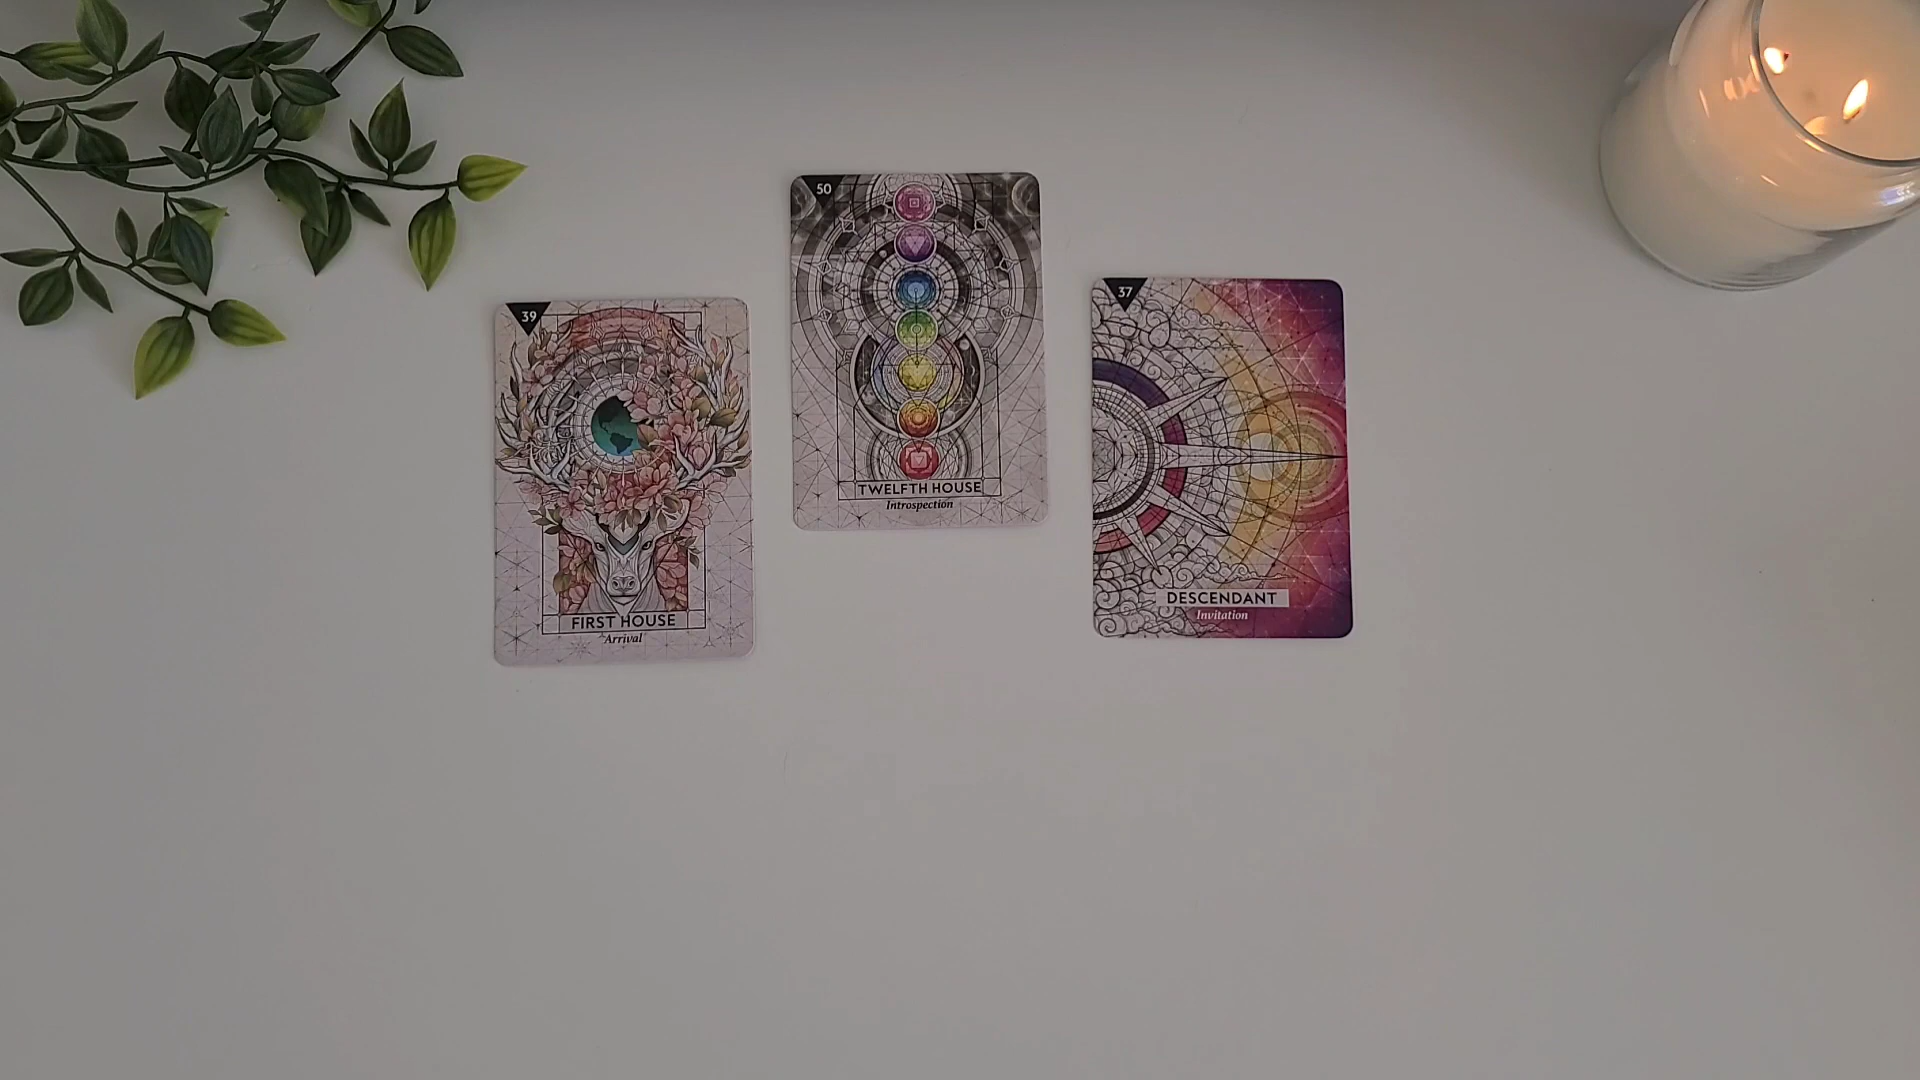 39
FIRST HOUSE
Arrival
50
TWELFTH HOUSE
Introspection
37
DESCENDANT
Invitation